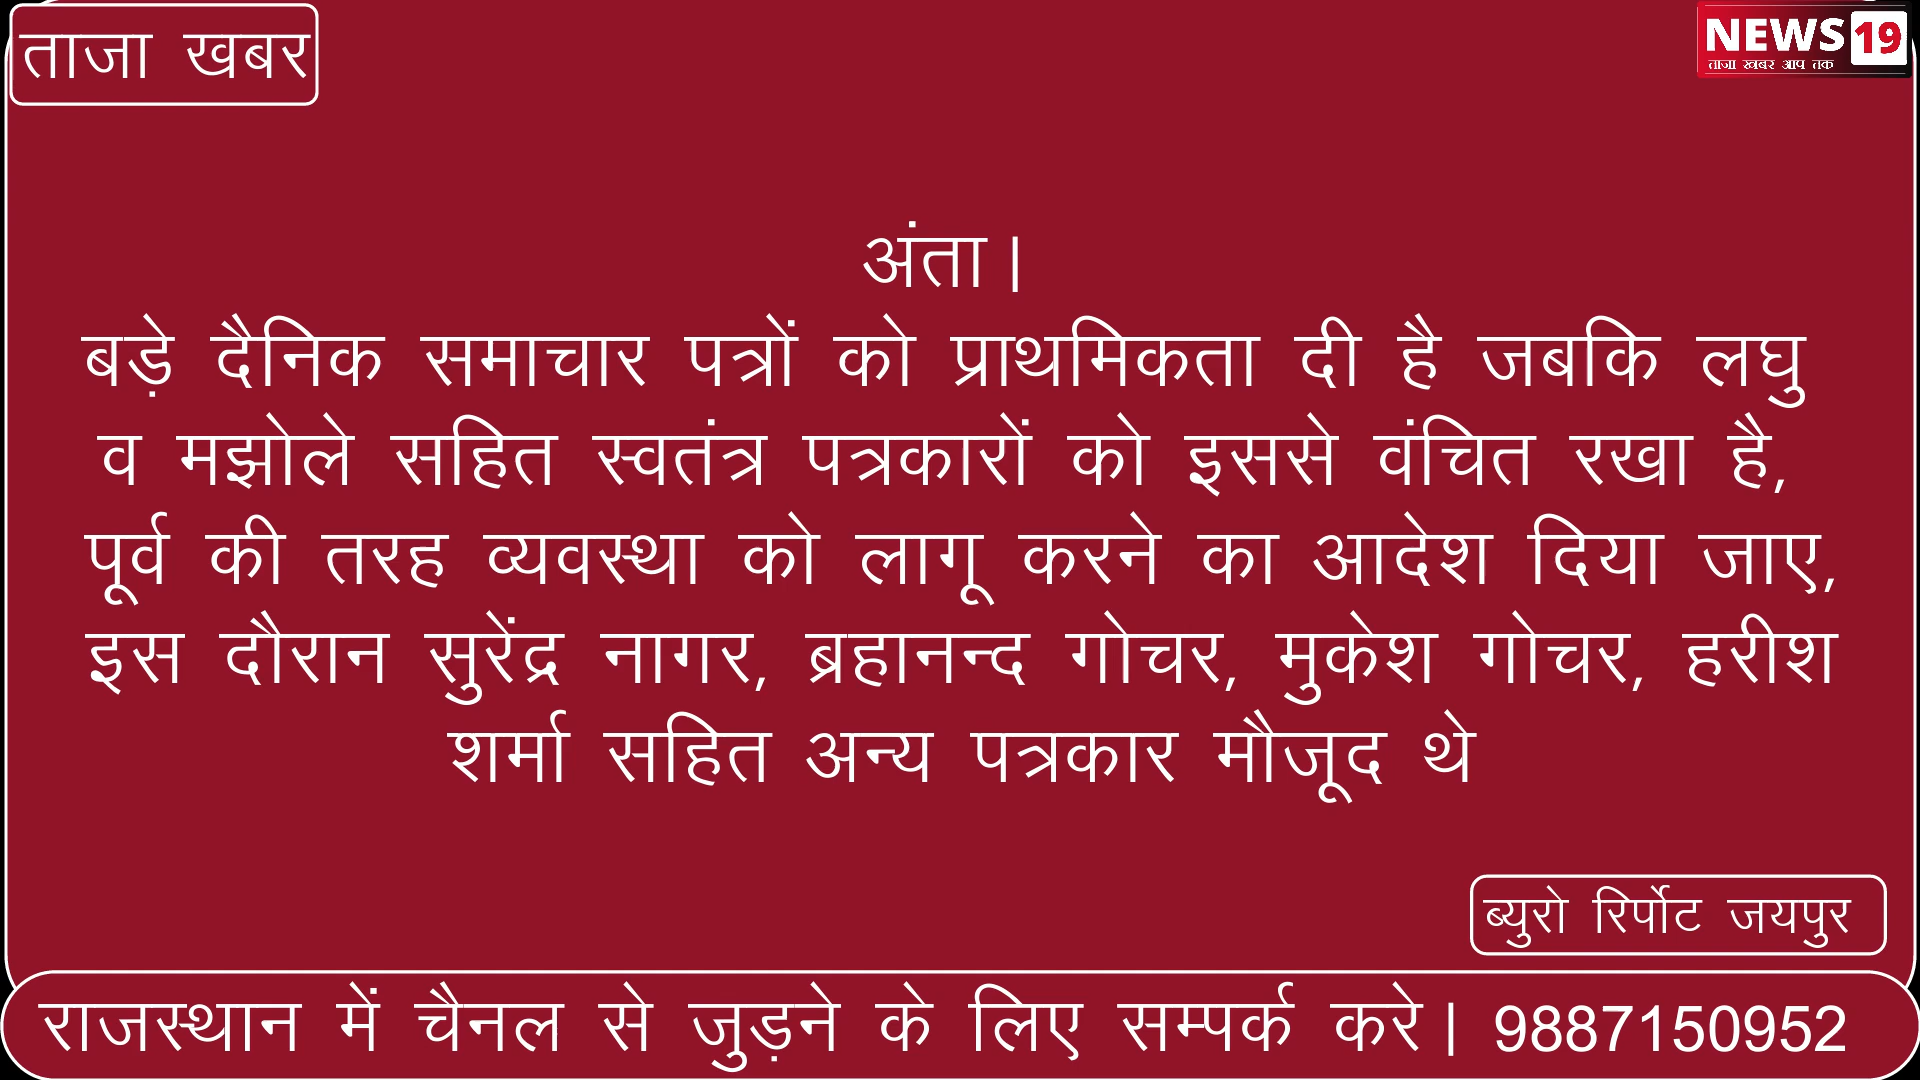 ताजा खबर
NEWS 19
ताजा खबर आप तक
अंता।
बड़े दैनिक समाचार पत्रों को प्राथमिकता दी है जबकि लघु
व मझोले सहित स्वतंत्र पत्रकारों को इससे वंचित रखा है,
पूर्व की तरह व्यवस्था को लागू करने का आदेश दिया जाए,
इस दौरान सुरेंद्र नागर, ब्रहानन्द गोचर, मुकेश गोचर, हरीश
शर्मा सहित अन्य पत्रकार मौजूद थे
ब्युरो रिर्पोट जयपुर
राजस्थान में चैनल से जुड़ने के लिए सम्पर्क करे। 9887150952